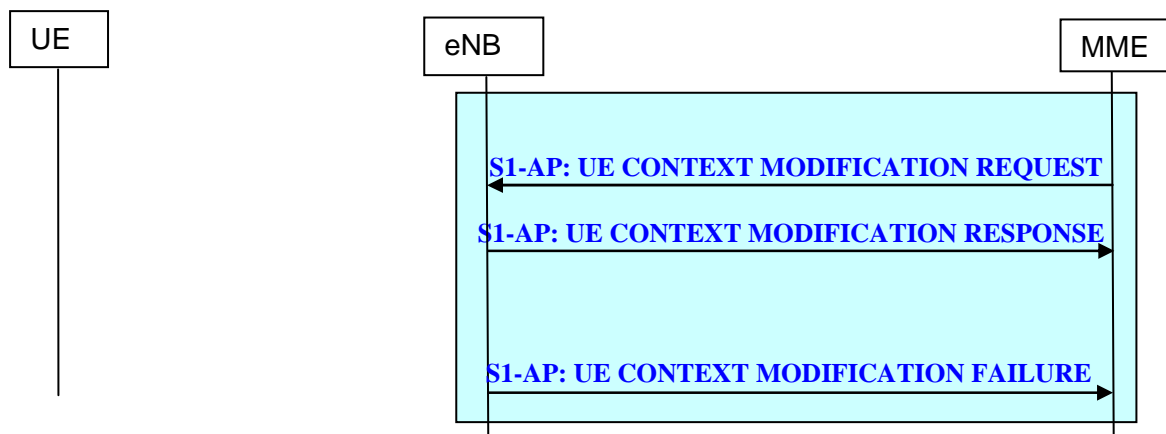 UE
eNB
MME
S1-AP: UE CONTEXT MODIFICATION REQUEST
S1-AP: UE CONTEXT MODIFICATION RESPONSE
S1-AP: UE CONTEXT MODIFICATION FAILURE